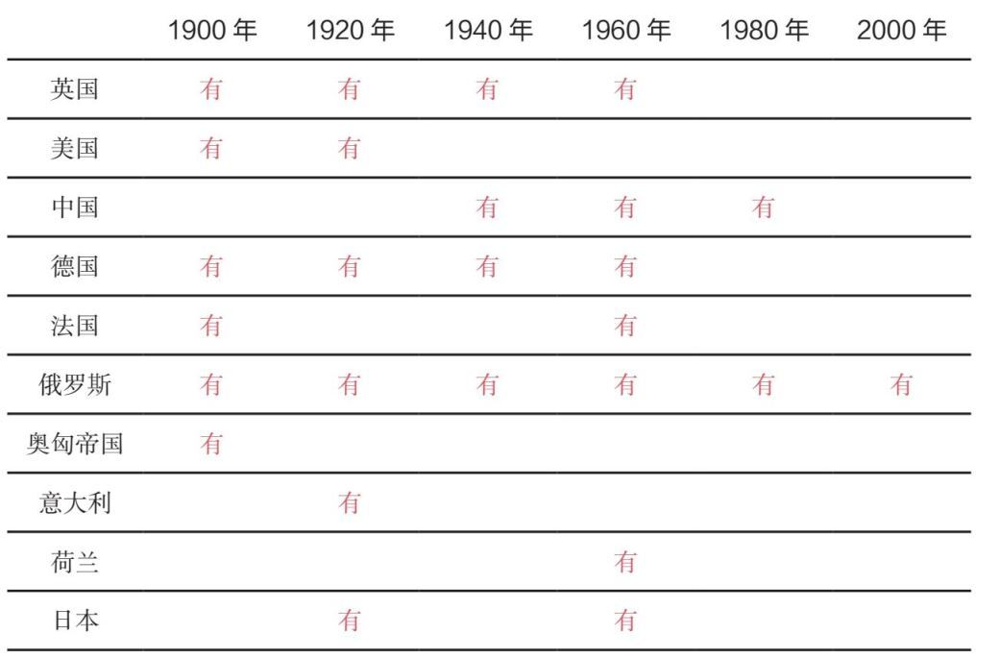 1900 年 1920 年 1940 年 1960 年 1980 年 2000 年
英国 有 有 有 有
美国 有 有
中国 有 有 有
德国 有 有 有 有
法国 有 有
俄罗斯 有 有 有 有 有 有
奥匈帝国 有
意大利 有
荷兰 有
日本 有 有